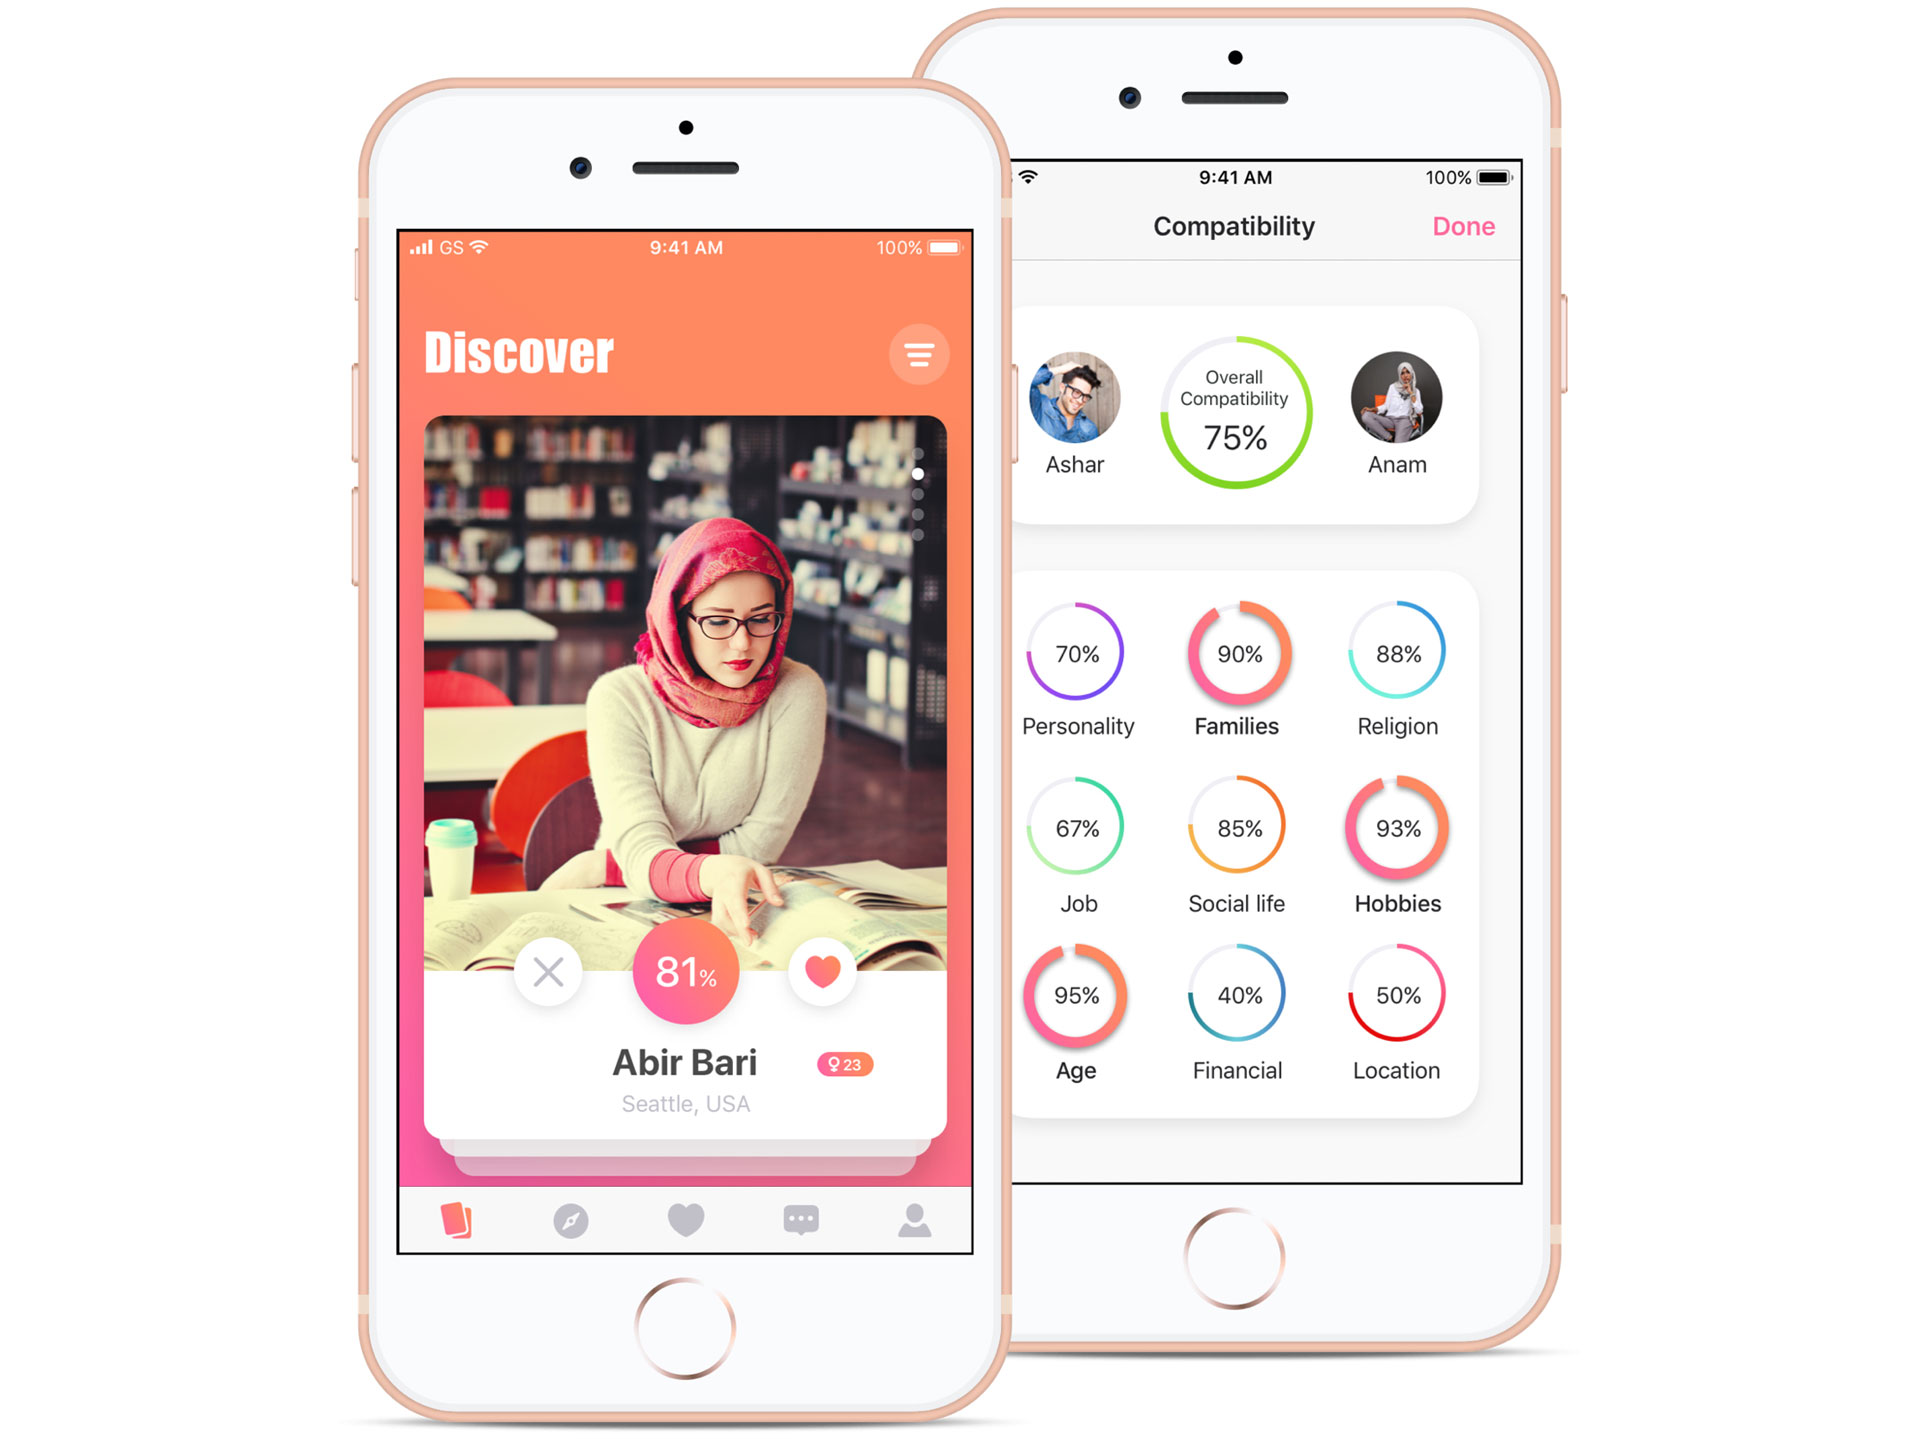 GS
9:41 AM
100%
Discover
81%
Abir Bari
♀ 23
Seattle, USA
9:41 AM
100%
Compatibility
Done
Overall
Compatibility
75%
Ashar
Anam
70%
90%
88%
Personality
Families
Religion
67%
85%
93%
Job
Social life
Hobbies
95%
40%
50%
Age
Financial
Location